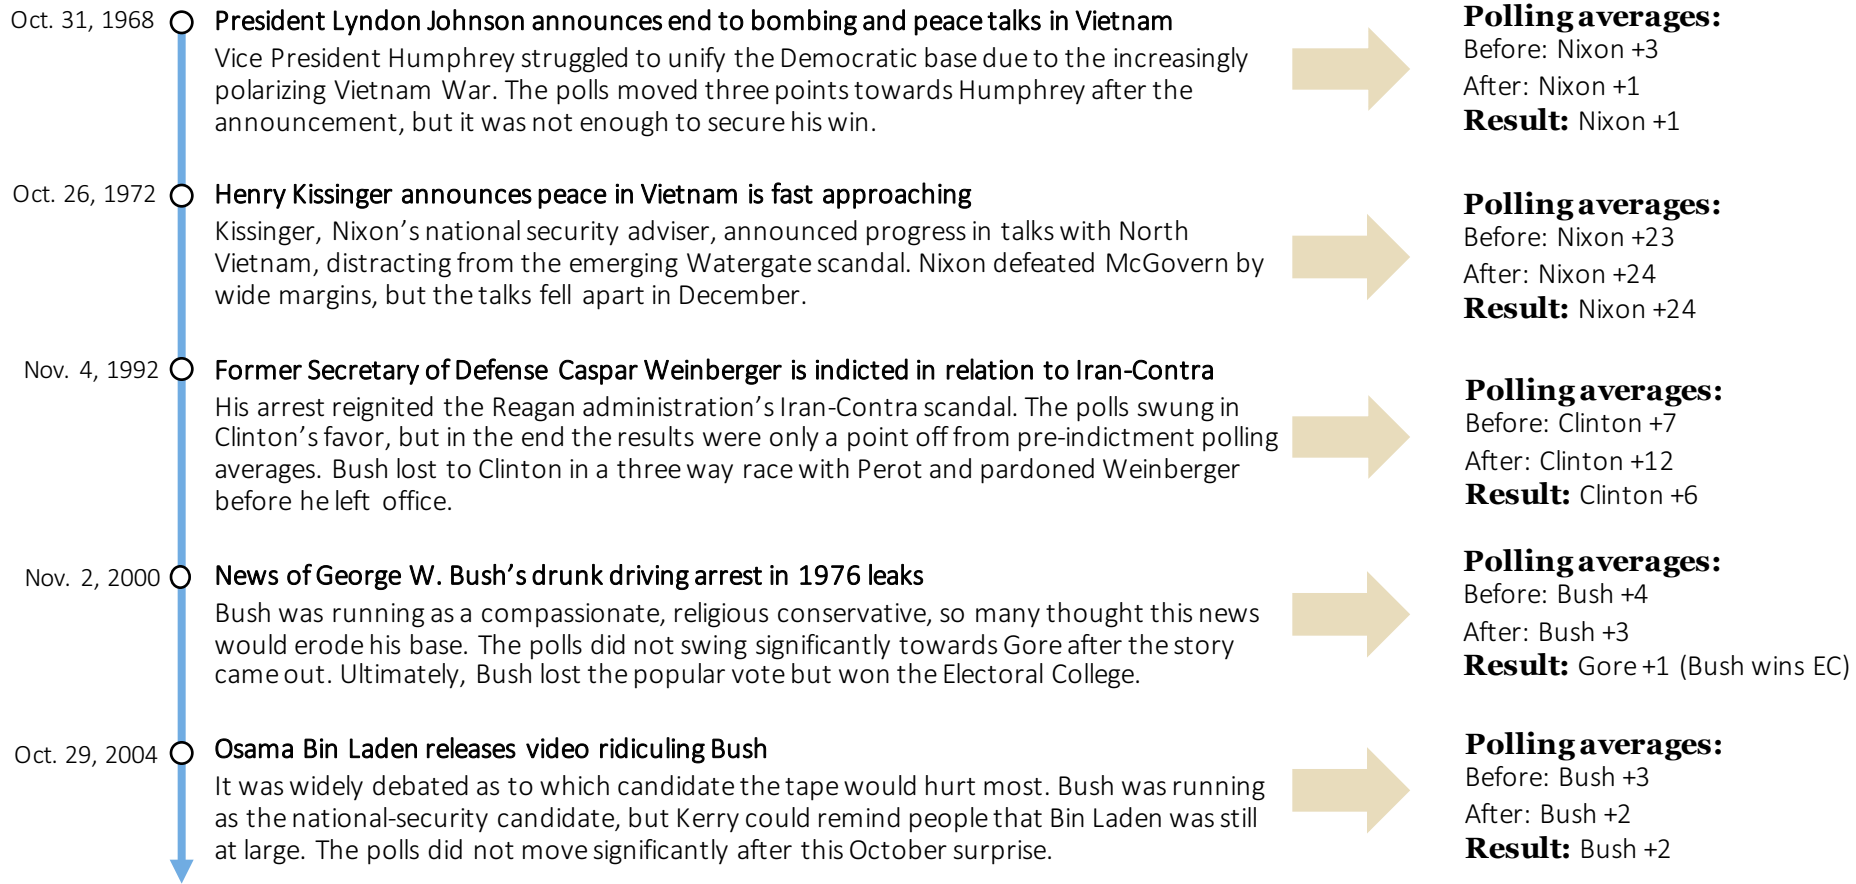 Oct. 31, 1968
President Lyndon Johnson announces end to bombing and peace talks in Vietnam
Vice President Humphrey struggled to unify the Democratic base due to the increasingly
polarizing Vietnam War. The polls moved three points towards Humphrey after the
announcement, but it was not enough to secure his win.
Polling averages:
Before: Nixon +3
After: Nixon +1
Result: Nixon +1
Oct. 26, 1972
Henry Kissinger announces peace in Vietnam is fast approaching
Kissinger, Nixon's national security adviser, announced progress in talks with North
Vietnam, distracting from the emerging Watergate scandal. Nixon defeated McGovern by
wide margins, but the talks fell apart in December.
Polling averages:
Before: Nixon +23
After: Nixon +24
Result: Nixon +24
Nov. 4, 1992
Former Secretary of Defense Caspar Weinberger is indicted in relation to Iran-Contra
His arrest reignited the Reagan administration's Iran-Contra scandal. The polls swung in
Clinton's favor, but in the end the results were only a point off from pre-indictment polling
averages. Bush lost to Clinton in a three way race with Perot and pardoned Weinberger
before he left office.
Polling averages:
Before: Clinton +7
After: Clinton +12
Result: Clinton +6
Nov. 2, 2000
News of George W. Bush's drunk driving arrest in 1976 leaks
Bush was running as a compassionate, religious conservative, so many thought this news
would erode his base. The polls did not swing significantly towards Gore after the story
came out. Ultimately, Bush lost the popular vote but won the Electoral College.
Polling averages:
Before: Bush +4
After: Bush +3
Result: Gore +1 (Bush wins EC)
Oct. 29, 2004
Osama Bin Laden releases video ridiculing Bush
It was widely debated as to which candidate the tape would hurt most. Bush was running
as the national-security candidate, but Kerry could remind people that Bin Laden was still
at large. The polls did not move significantly after this October surprise.
Polling averages:
Before: Bush +3
After: Bush +2
Result: Bush +2